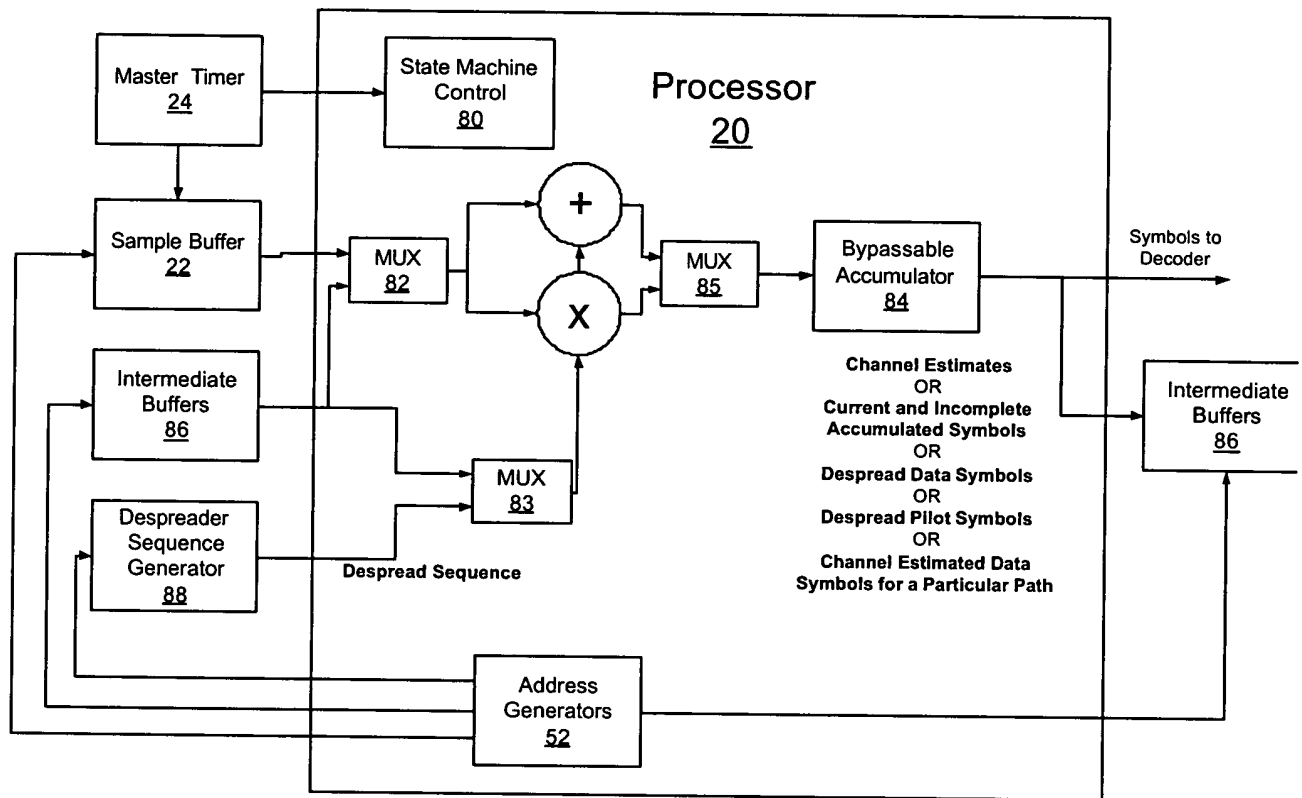 Master Timer
24
State Machine
Control
80
Processor
20
Sample Buffer
22
MUX
82
+
X
MUX
85
Bypassable
Accumulator
84
Symbols to
Decoder
Intermediate
Buffers
86
MUX
83
Channel Estimates
OR
Current and Incomplete
Accumulated Symbols
OR
Despread Data Symbols
OR
Despread Pilot Symbols
OR
Channel Estimated Data
Symbols for a Particular Path
Intermediate
Buffers
86
Despreader
Sequence
Generator
88
Despread Sequence
Address
Generators
52